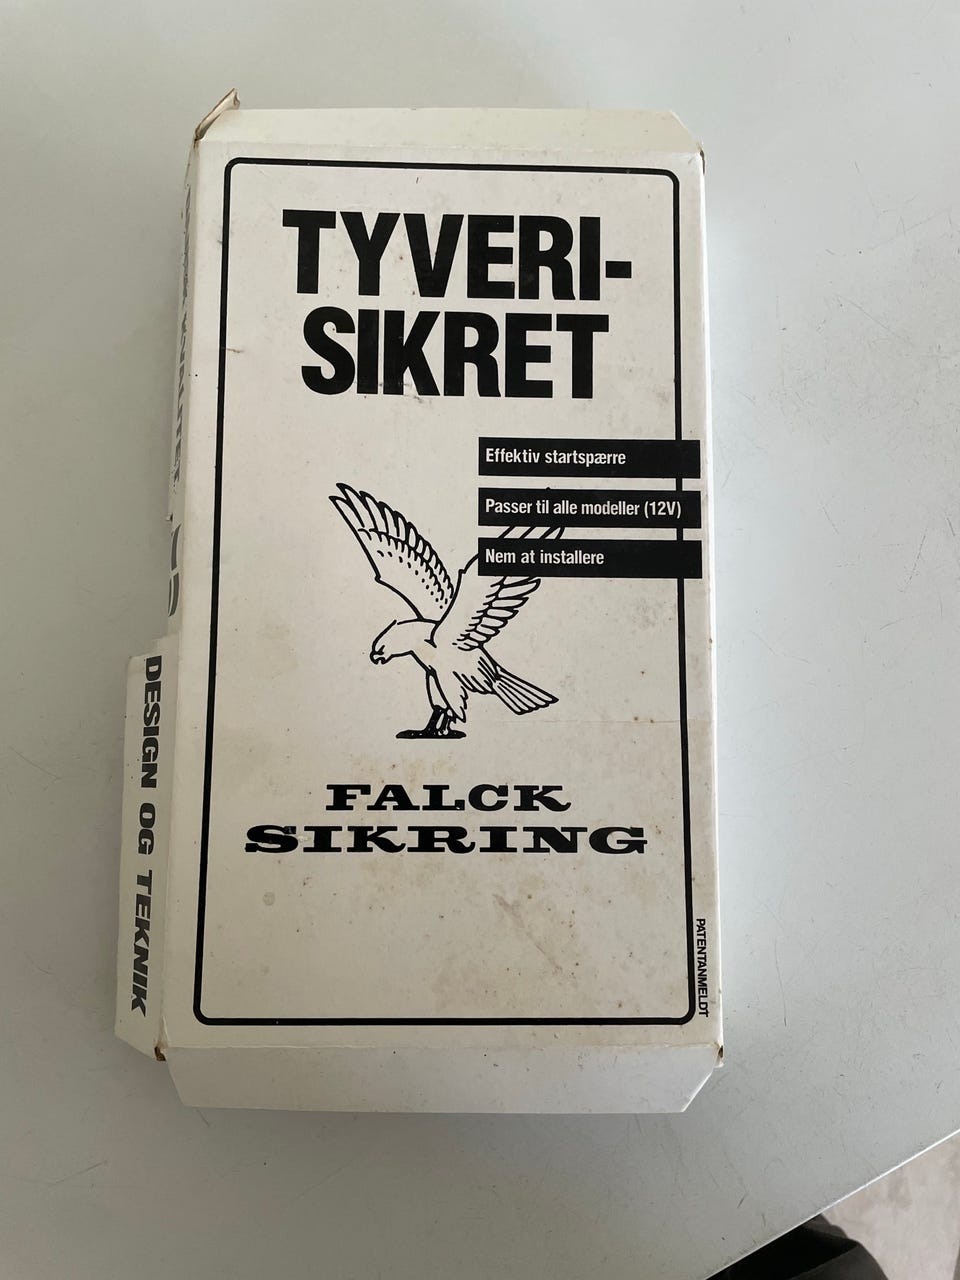 TYVERI-
SIKRET
Effektiv startspærre
Passer til alle modeller (12V)
Nem at installere
FALCK
SIKRING
PATENTANMELDT
DESIGN OG TEKNIK